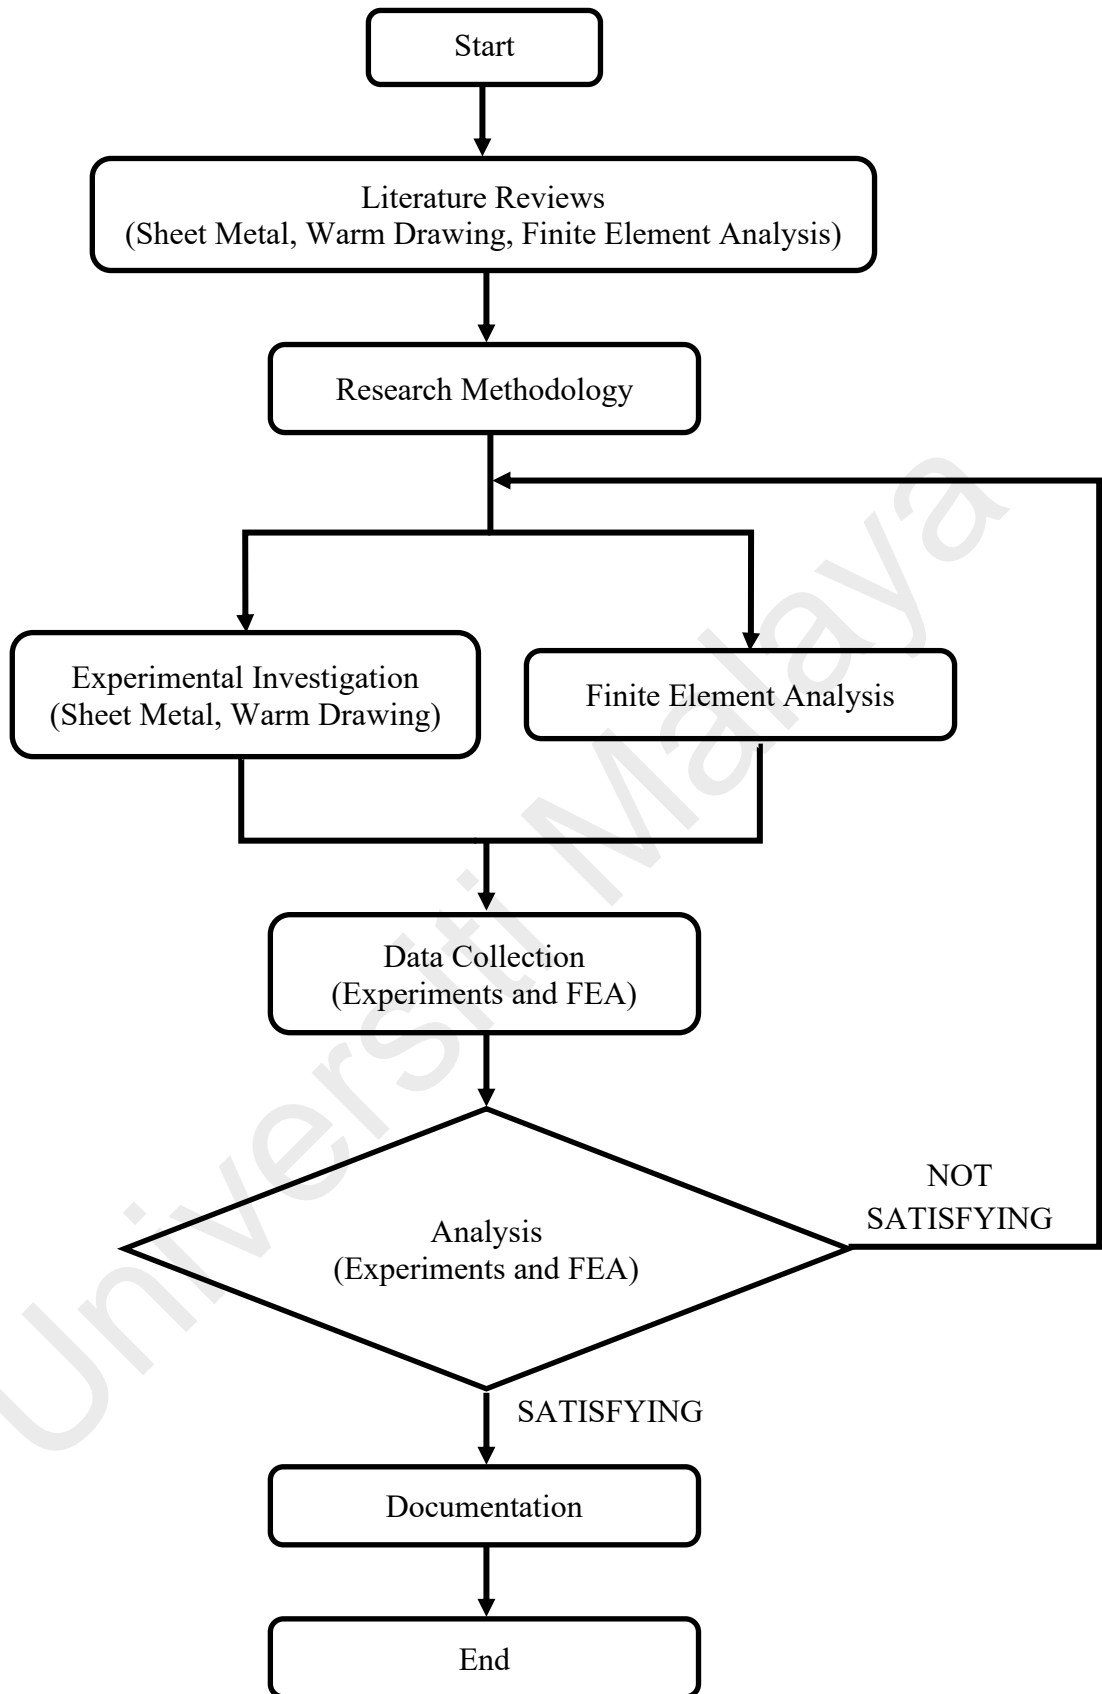 Start
Literature Reviews
(Sheet Metal, Warm Drawing, Finite Element Analysis)
Research Methodology
Experimental Investigation
(Sheet Metal, Warm Drawing)
Finite Element Analysis
Data Collection
(Experiments and FEA)
Analysis
(Experiments and FEA)
NOT
SATISFYING
SATISFYING
Documentation
End
Universiti Malaya